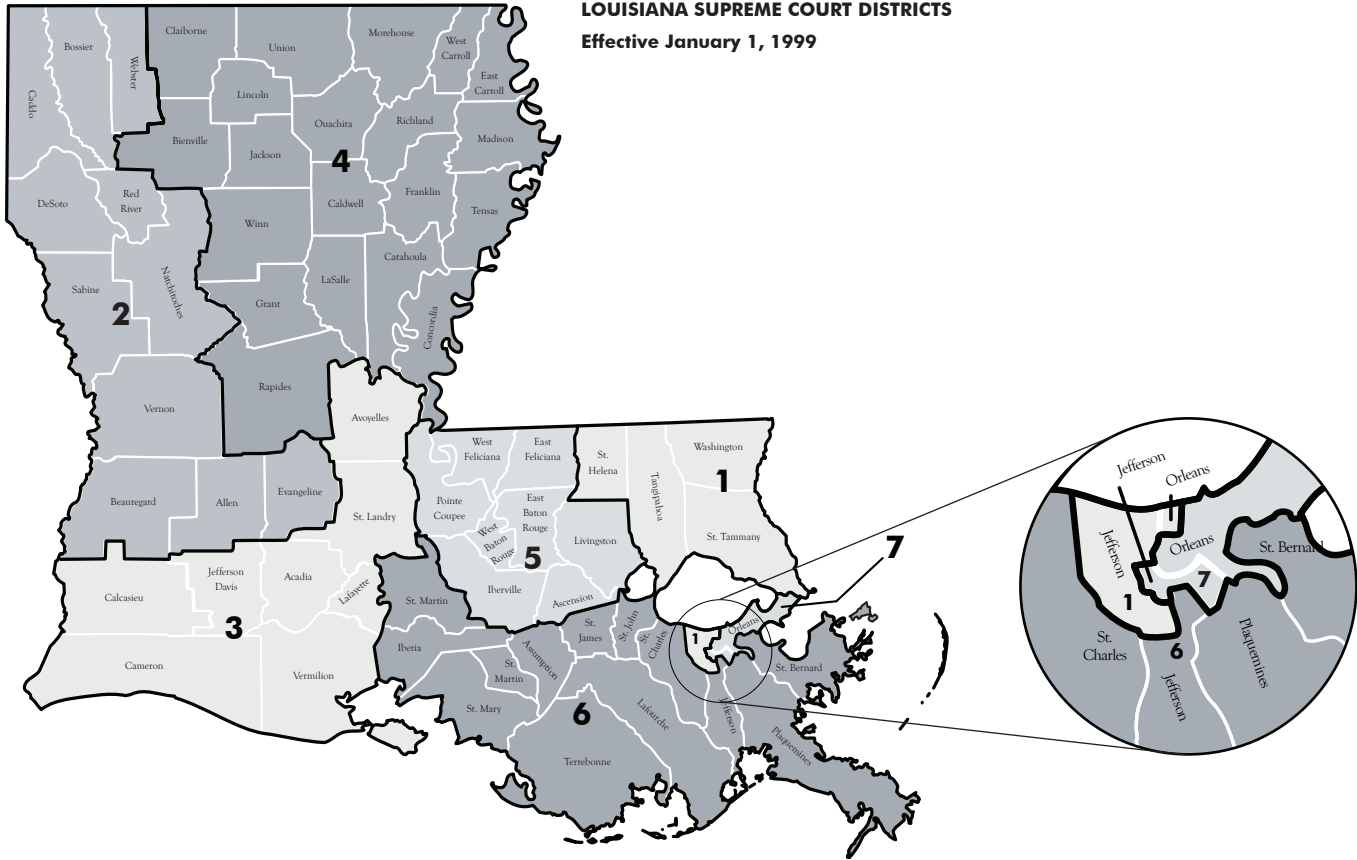 LOUISIANA SUPREME COURT DISTRICTS
Effective January 1, 1999
Caddo
Bossier
Webster
Claiborne
Union
Morehouse
West
Carroll
East
Carroll
Lincoln
Bienville
Jackson
Ouachita
4
Richland
Madison
DeSoto
Red
River
Winn
Caldwell
Franklin
Tensas
Sabine
2
Natchitoches
Grant
LaSalle
Catahoula
Concordia
Vernon
Rapides
Avoyelles
Beauregard
Allen
Evangeline
St. Landry
Calcasieu
Jefferson
Davis
Acadia
Lafayette
3
Cameron
Vermilion
West
Feliciana
East
Feliciana
Pointe
Coupee
West
Baton
Rouge
East
Baton
Rouge
5
Livingston
Iberville
Ascension
St.
Helena
Tangipahoa
Washington
1
St. Tammany
7
St. Martin
Iberia
St.
Martin
St. Mary
Assumption
St.
James
St. John
St.
Charles
1
Orleans
St. Bernard
6
Lafourche
Jefferson
Plaquemines
Terrebonne
Jefferson
Orleans
Jefferson
Orleans
St. Bernard
7
1
St.
Charles
6
Jefferson
Plaquemines